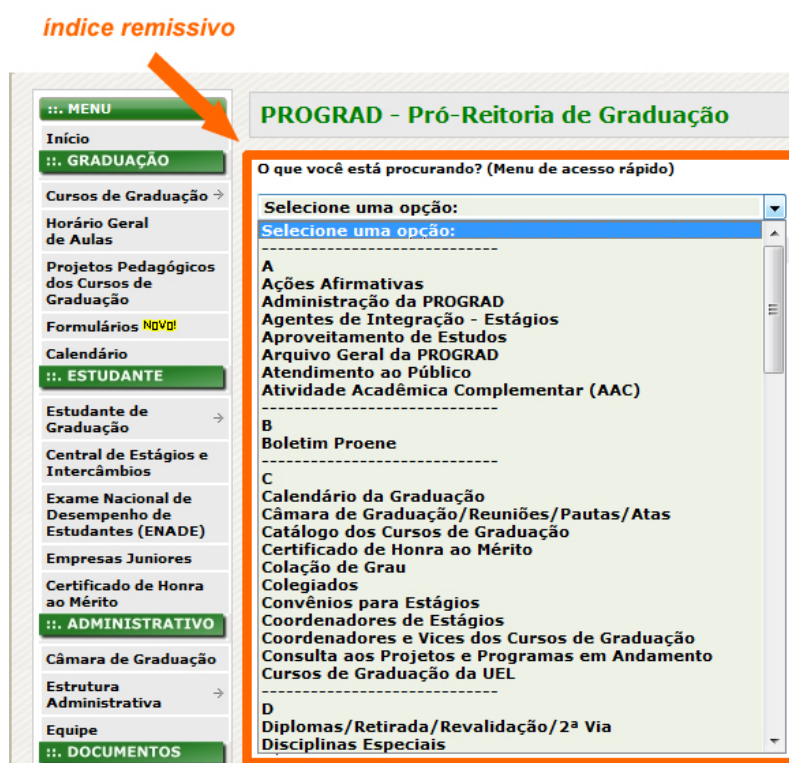 índice remissivo
::. MENU
Início
::. GRADUAÇÃO
Cursos de Graduação
Horário Geral
de Aulas
Projetos Pedagógicos
dos Cursos de
Graduação
Formulários NOVO!
Calendário
::. ESTUDANTE
Estudante de
Graduação
Central de Estágios e
Intercâmbios
Exame Nacional de
Desempenho de
Estudantes (ENADE)
Empresas Juniores
Certificado de Honra
ao Mérito
::. ADMINISTRATIVO
Câmara de Graduação
Estrutura
Administrativa
Equipe
::. DOCUMENTOS
PROGRAD - Pró-Reitoria de Graduação
O que você está procurando? (Menu de acesso rápido)
Selecione uma opção:
Selecione uma opção:
----------------------------
A
Ações Afirmativas
Administração da PROGRAD
Agentes de Integração - Estágios
Aproveitamento de Estudos
Arquivo Geral da PROGRAD
Atendimento ao Público
Atividade Acadêmica Complementar (AAC)
----------------------------
B
Boletim Proene
----------------------------
C
Calendário da Graduação
Câmara de Graduação/Reuniões/Pautas/Atas
Catálogo dos Cursos de Graduação
Certificado de Honra ao Mérito
Colação de Grau
Colegiados
Convênios para Estágios
Coordenadores de Estágios
Coordenadores e Vices dos Cursos de Graduação
Consulta aos Projetos e Programas em Andamento
Cursos de Graduação da UEL
----------------------------
D
Diplomas/Retirada/Revalidação/2ª Via
Disciplinas Especiais